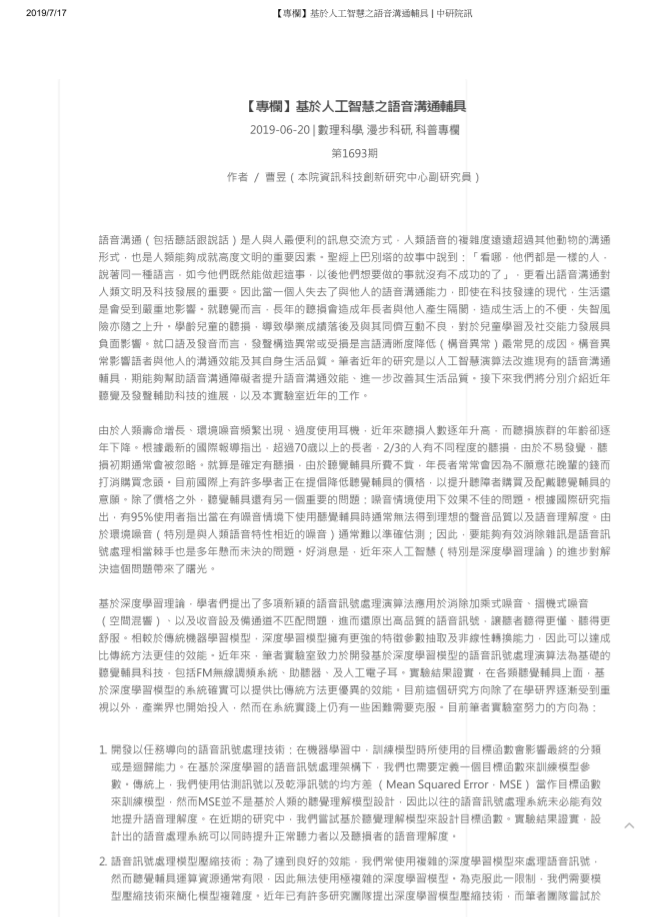 2019/7/17
【專欄】基於人工智慧之語音溝通輔具 | 中研院訊
【專欄】基於人工智慧之語音溝通輔具
2019-06-20 | 數理科學, 漫步科研, 科普專欄
第1693期
作者 / 曹昱（本院資訊科技創新研究中心副研究員）
語音溝通（包括聽話跟說話）是人與人最便利的訊息交流方式，人類語音的複雜度遠遠超過其他動物的溝通
形式，也是人類能夠成就高度文明的重要因素。聖經上巴別塔的故事中說到：「看哪，他們都是一樣的人，
說著同一種語言，如今他們既然能做起這事，以後他們想要做的事就沒有不成功的了」，更看出語音溝通對
人類文明及科技發展的重要。因此當一個人失去了與他人的語音溝通能力，即使在科技發達的現代，生活還
是會受到嚴重地影響。就聽覺而言，長年的聽損會造成年長者與他人產生隔閡，造成生活上的不便，失智風
險亦隨之上升。學齡兒童的聽損，導致學業成績落後及與其同儕互動不良，對於兒童學習及社交能力發展具
負面影響。就口語及發音而言，發聲構造異常或受損是言語清晰度降低（構音異常）最常見的成因。構音異
常影響語者與他人的溝通效能及其自身生活品質。筆者近年的研究是以人工智慧演算法改進現有的語音溝通
輔具，期能夠幫助語音溝通障礙者提升語音溝通效能、進一步改善其生活品質。接下來我們將分別介紹近年
聽覺及發聲輔助科技的進展，以及本實驗室近年的工作。
由於人類壽命增長、環境噪音頻繁出現、過度使用耳機，近年來聽損人數逐年升高，而聽損族群的年齡卻逐
年下降。根據最新的國際報導指出，超過70歲以上的長者，2/3的人有不同程度的聽損，由於不易發覺，聽
損初期通常會被忽略。就算是確定有聽損，由於聽覺輔具所費不貲，年長者常常會因為不願意花晚輩的錢而
打消購買念頭。目前國際上有許多學者正在提倡降低聽覺輔具的價格，以提升聽障者購買及配戴聽覺輔具的
意願。除了價格之外，聽覺輔具還有另一個重要的問題：噪音情境使用下效果不佳的問題。根據國際研究指
出，有95%使用者指出當在有噪音情境下使用聽覺輔具時通常無法得到理想的聲音品質以及語音理解度。由
於環境噪音（特別是與人類語音特性相近的噪音）通常難以準確估測；因此，要能夠有效消除雜訊是語音訊
號處理相當棘手也是多年懸而未決的問題。好消息是，近年來人工智慧（特別是深度學習理論）的進步對解
決這個問題帶來了曙光。
基於深度學習理論，學者們提出了多項新穎的語音訊號處理演算法應用於消除加乘式噪音、摺機式噪音
（空間混響）、以及收音設及備通道不匹配問題，進而還原出高品質的語音訊號，讓聽者聽得更懂、聽得更
舒服。相較於傳統機器學習模型，深度學習模型擁有更強的特徵參數抽取及非線性轉換能力，因此可以達成
比傳統方法更佳的效能。近年來，筆者實驗室致力於開發基於深度學習模型的語音訊號處理演算法為基礎的
聽覺輔具科技，包括FM無線調頻系統、助聽器、及人工電子耳。實驗結果證實，在各類聽覺輔具上面，基
於深度學習模型的系統確實可以提供比傳統方法更優異的效能。目前這個研究方向除了在學研界逐漸受到重
視以外，產業界也開始投入，然而在系統實踐上仍有一些困難需要克服。目前筆者實驗室努力的方向為：
1. 開發以任務導向的語音訊號處理技術：在機器學習中，訓練模型時所使用的目標函數會影響最終的分類
或是迴歸能力。在基於深度學習的語音訊號處理架構下，我們也需要定義一個目標函數來訓練模型參
數。傳統上，我們使用估測訊號以及乾淨訊號的均方差（Mean Squared Error，MSE）當作目標函數
來訓練模型，然而MSE並不是基於人類的聽覺理解模型設計，因此以往的語音訊號處理系統未必能有效
地提升語音理解度。在近期的研究中，我們嘗試基於聽覺理解模型來設計目標函數。實驗結果證實，設
計出的語音處理系統可以同時提升正常聽力者以及聽損者的語音理解度。
2. 語音訊號處理模型壓縮技術：為了達到良好的效能，我們常使用複雜的深度學習模型來處理語音訊號，
然而聽覺輔具運算資源通常有限，因此無法使用極複雜的深度學習模型。為克服此一限制，我們需要模
型壓縮技術來簡化模型複雜度。近年已有許多研究團隊提出深度學習模型壓縮技術，而筆者團隊嘗試於